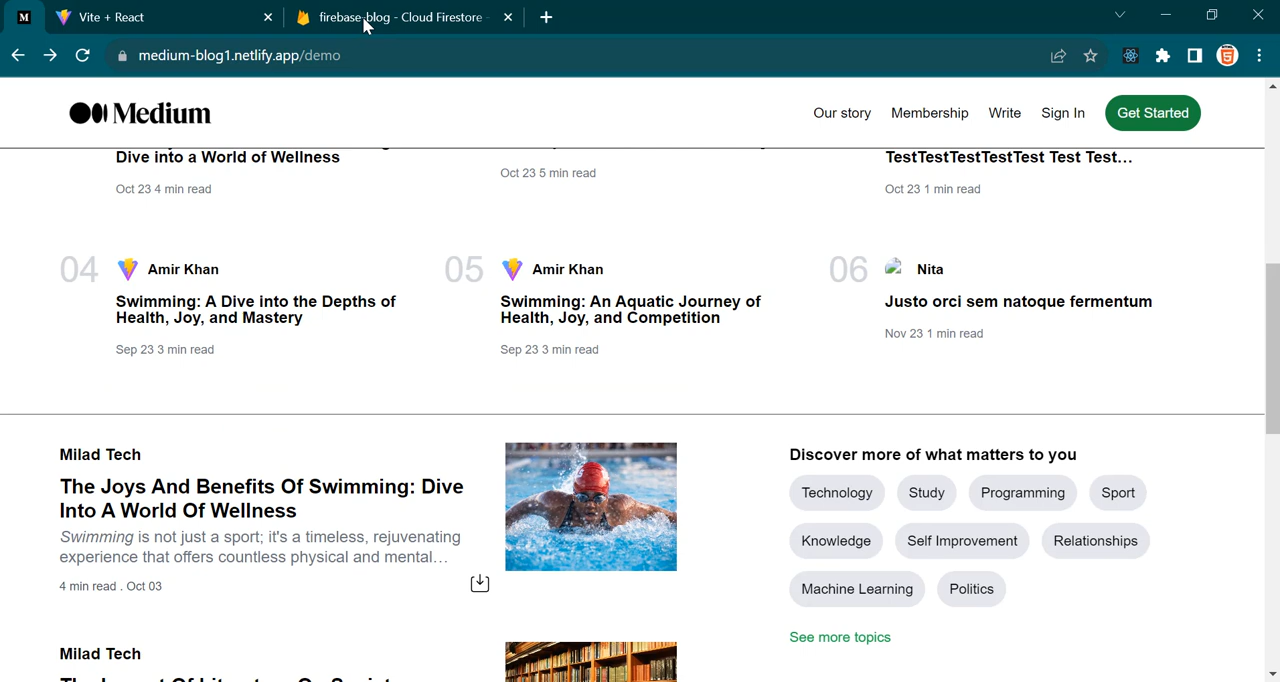 M
Vite + React
firebase-blog - Cloud Firestore
medium-blog1.netlify.app/demo
Medium
Our story
Membership
Write
Sign In
Get Started
Dive into a World of Wellness
Oct 23 4 min read
Oct 23 5 min read
TestTestTestTestTest Test Test...
Oct 23 1 min read
04
Amir Khan
Swimming: A Dive into the Depths of
Health, Joy, and Mastery
Sep 23 3 min read
05
Amir Khan
Swimming: An Aquatic Journey of
Health, Joy, and Competition
Sep 23 3 min read
06
Nita
Justo orci sem natoque fermentum
Nov 23 1 min read
Milad Tech
The Joys And Benefits Of Swimming: Dive
Into A World Of Wellness
Swimming is not just a sport; it's a timeless, rejuvenating
experience that offers countless physical and mental...
4 min read . Oct 03
Milad Tech
Discover more of what matters to you
Technology
Study
Programming
Sport
Knowledge
Self Improvement
Relationships
Machine Learning
Politics
See more topics